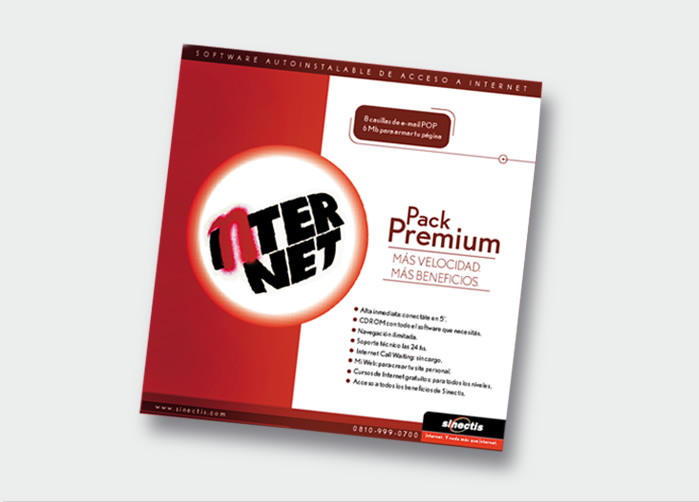 SOFTWARE AUTOINSTALABLE DE ACCESO A INTERNET
8 casillas de e-mail POP
6 Mb para armar tu página
INTER
NET
Pack
Premium
MÁS VELOCIDAD.
MÁS BENEFICIOS.
Alta inmediata: conectáte en 5'.
CD ROM con todo el software que necesitás.
Navegación ilimitada.
Soporte técnico las 24 hs.
Internet Call Waiting: sin cargo.
Mi Web: para crear tu site personal.
Cursos de Internet gratuitos: para todos los niveles.
Acceso a todos los beneficios de Sinectis.
www.sinectis.com
0810-999-0700
sinectis
Internet. Y nada más que Internet.